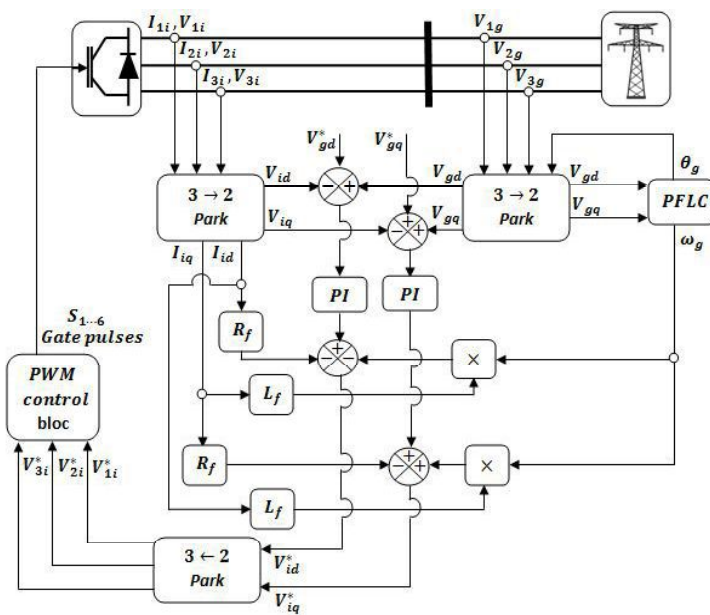 I₁ᵢ, V₁ᵢ
I₂ᵢ, V₂ᵢ
I₃ᵢ, V₃ᵢ
V₁g
V₂g
V₃g
V*gd
V*gq
3 → 2
Park
Vid
Viq
Iiq
Iid
− +
+ −
Vgd
Vgq
3 → 2
Park
Vgd
Vgq
θg
PFLC
ωg
PI
PI
Rf
+
− −
×
Lf
S₁…₆
Gate pulses
PWM
control
bloc
V*₃ᵢ
V*₂ᵢ
V*₁ᵢ
Rf
+
− +
×
Lf
3 ← 2
Park
V*id
V*iq